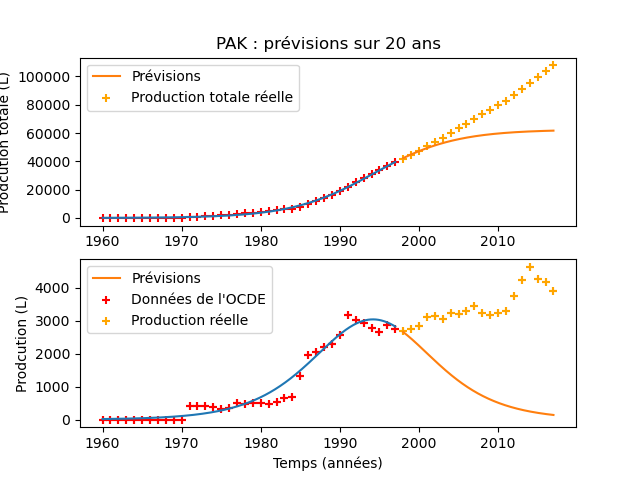 PAK : prévisions sur 20 ans
Prodcution totale (L)
100000
80000
60000
40000
20000
0
Prévisions
Production totale réelle
1960 1970 1980 1990 2000 2010
Prodcution (L)
4000
3000
2000
1000
0
Prévisions
Données de l'OCDE
Production réelle
1960 1970 1980 1990 2000 2010
Temps (années)